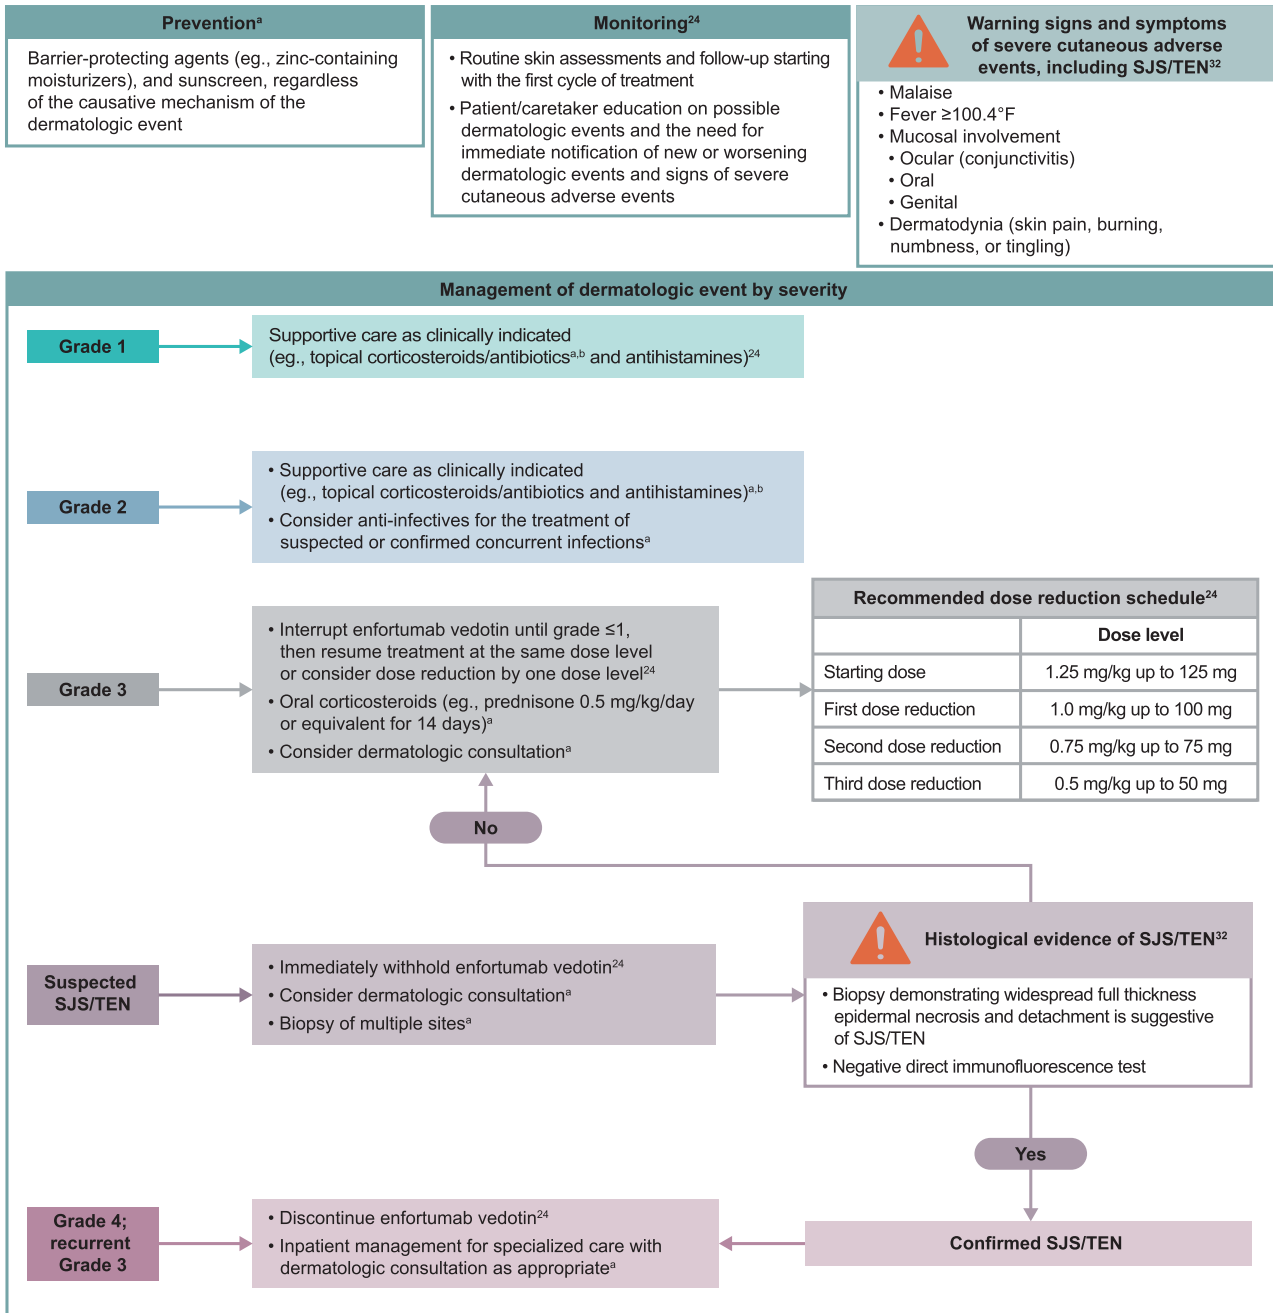 Preventionᵃ
Barrier-protecting agents (eg., zinc-containing
moisturizers), and sunscreen, regardless
of the causative mechanism of the
dermatologic event
Monitoring²⁴
• Routine skin assessments and follow-up starting
with the first cycle of treatment
• Patient/caretaker education on possible
dermatologic events and the need for
immediate notification of new or worsening
dermatologic events and signs of severe
cutaneous adverse events
Warning signs and symptoms
of severe cutaneous adverse
events, including SJS/TEN³²
• Malaise
• Fever ≥100.4°F
• Mucosal involvement
• Ocular (conjunctivitis)
• Oral
• Genital
• Dermatodynia (skin pain, burning,
numbness, or tingling)
Management of dermatologic event by severity
Grade 1
Supportive care as clinically indicated
(eg., topical corticosteroids/antibioticsᵃ,ᵇ and antihistamines)²⁴
Grade 2
• Supportive care as clinically indicated
(eg., topical corticosteroids/antibiotics and antihistamines)ᵃ,ᵇ
• Consider anti-infectives for the treatment of
suspected or confirmed concurrent infectionsᵃ
Grade 3
• Interrupt enfortumab vedotin until grade ≤1,
then resume treatment at the same dose level
or consider dose reduction by one dose level²⁴
• Oral corticosteroids (eg., prednisone 0.5 mg/kg/day
or equivalent for 14 days)ᵃ
• Consider dermatologic consultationᵃ
Recommended dose reduction schedule²⁴
Dose level
Starting dose 1.25 mg/kg up to 125 mg
First dose reduction 1.0 mg/kg up to 100 mg
Second dose reduction 0.75 mg/kg up to 75 mg
Third dose reduction 0.5 mg/kg up to 50 mg
No
Suspected
SJS/TEN
• Immediately withhold enfortumab vedotin²⁴
• Consider dermatologic consultationᵃ
• Biopsy of multiple sitesᵃ
Histological evidence of SJS/TEN³²
• Biopsy demonstrating widespread full thickness
epidermal necrosis and detachment is suggestive
of SJS/TEN
• Negative direct immunofluorescence test
Yes
Grade 4;
recurrent
Grade 3
• Discontinue enfortumab vedotin²⁴
• Inpatient management for specialized care with
dermatologic consultation as appropriateᵃ
Confirmed SJS/TEN